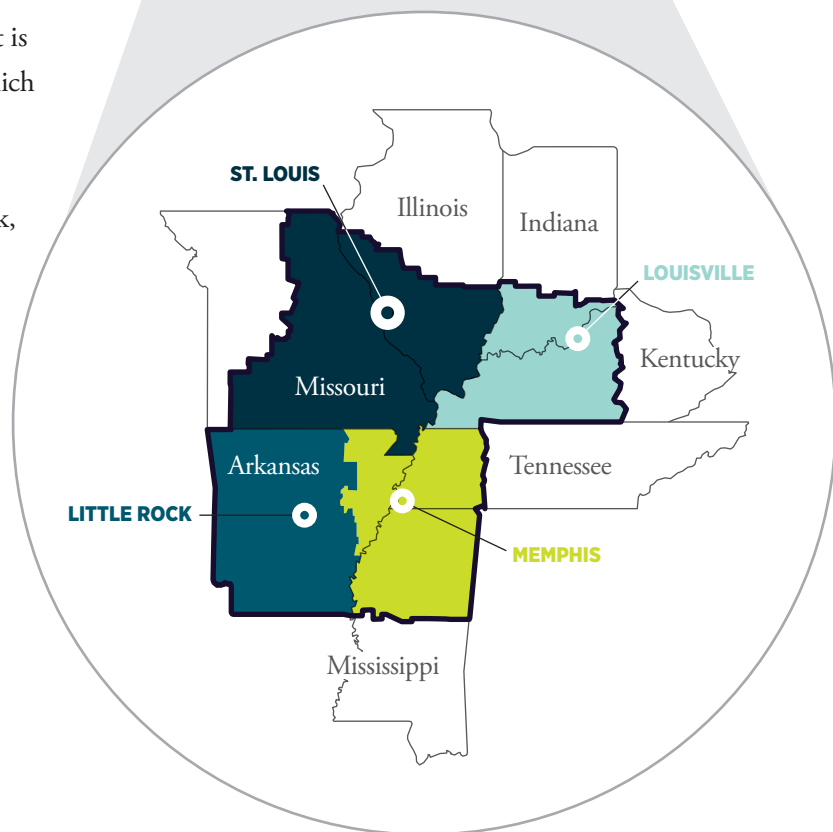 t is
ich
k,
ST. LOUIS
Illinois
Indiana
LOUISVILLE
Kentucky
Missouri
Arkansas
Tennessee
LITTLE ROCK
MEMPHIS
Mississippi